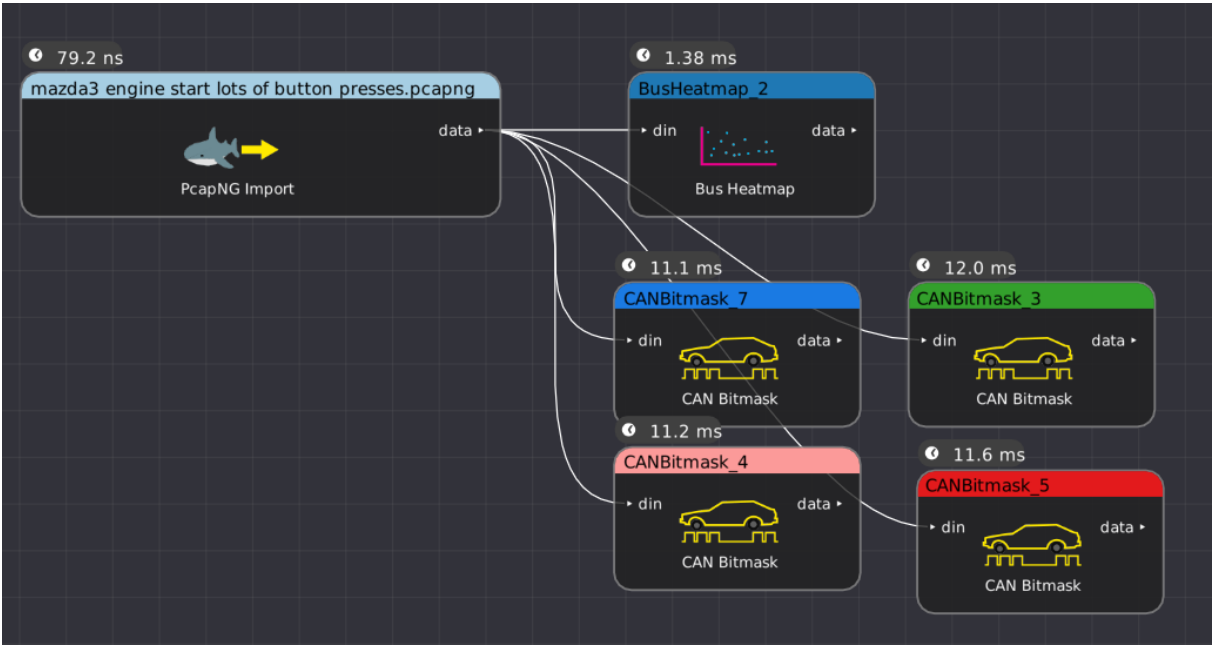 79.2 ns
mazda3 engine start lots of button presses.pcapng
data
PcapNG Import
1.38 ms
BusHeatmap_2
din
data
Bus Heatmap
11.1 ms
CANBitmask_7
din
data
CAN Bitmask
12.0 ms
CANBitmask_3
din
data
CAN Bitmask
11.2 ms
CANBitmask_4
din
data
CAN Bitmask
11.6 ms
CANBitmask_5
din
data
CAN Bitmask